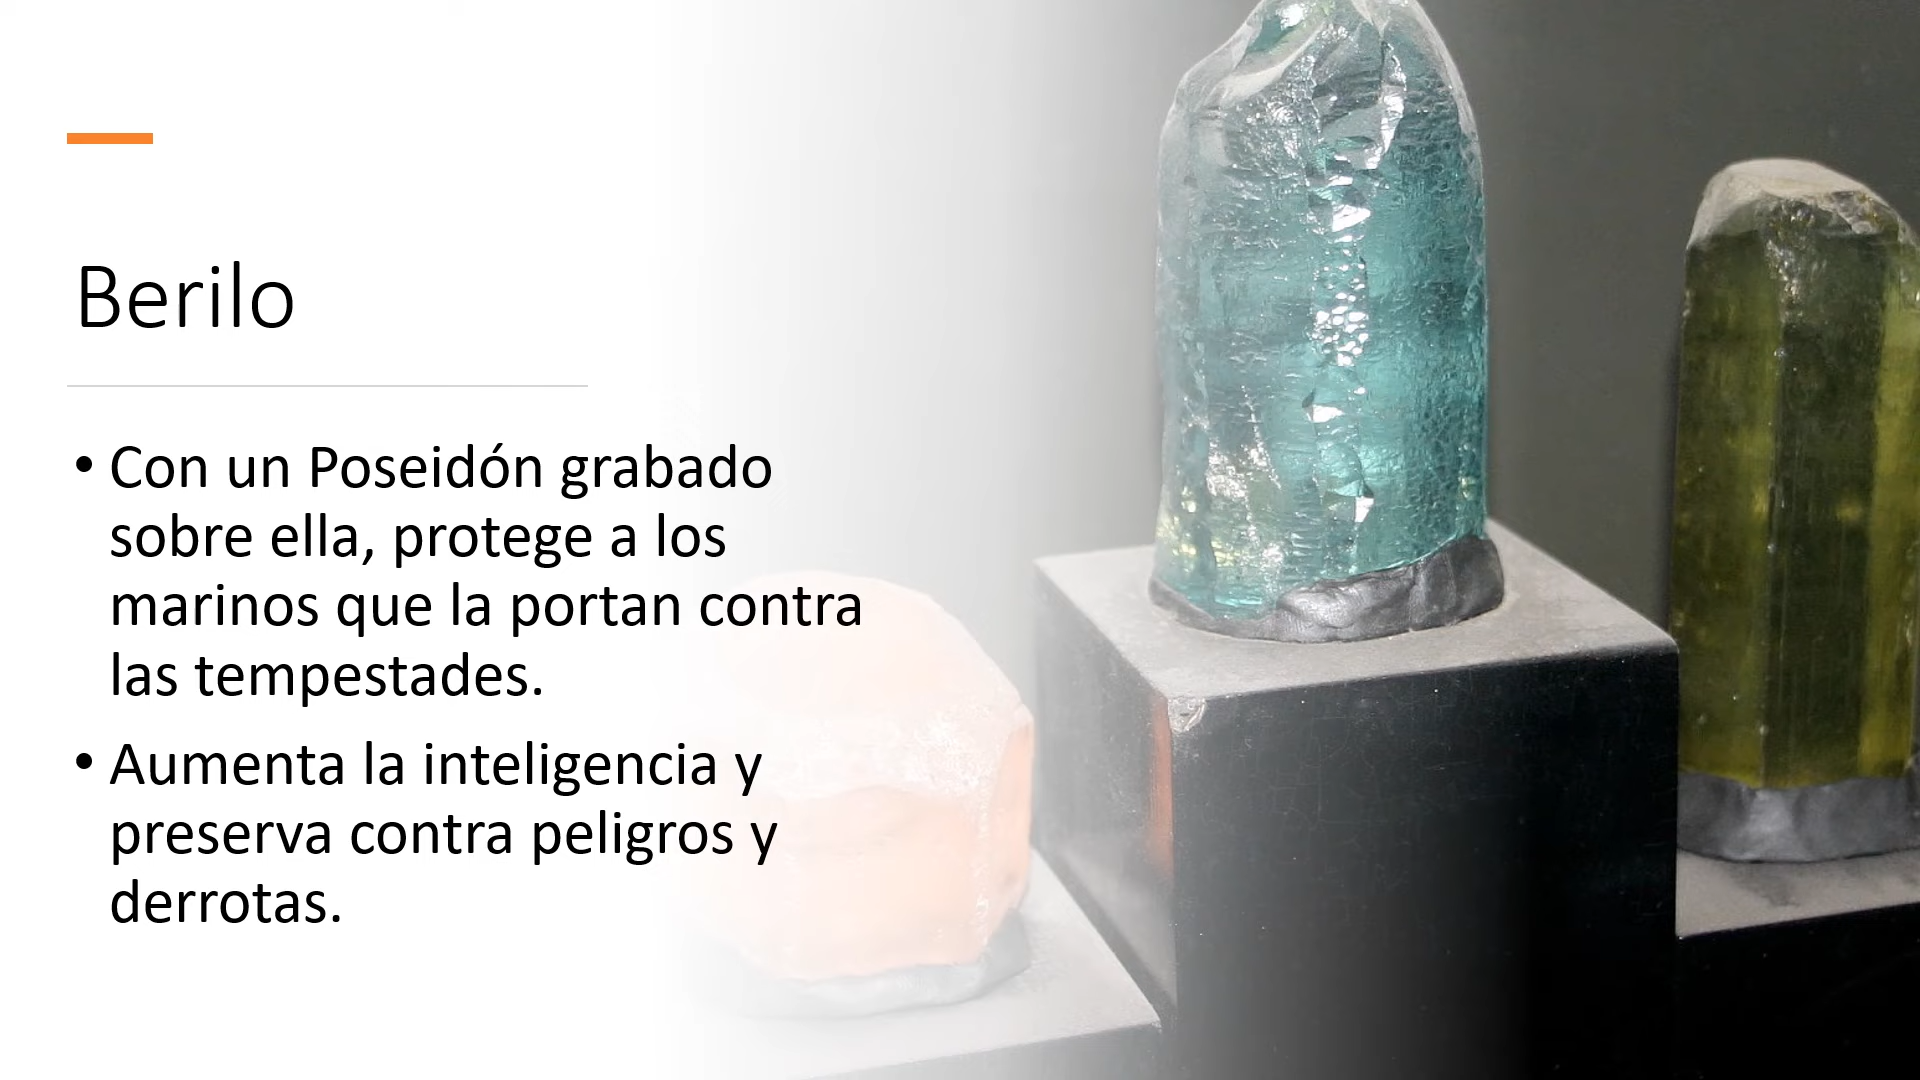 Berilo
• Con un Poseidón grabado
sobre ella, protege a los
marinos que la portan contra
las tempestades.
• Aumenta la inteligencia y
preserva contra peligros y
derrotas.